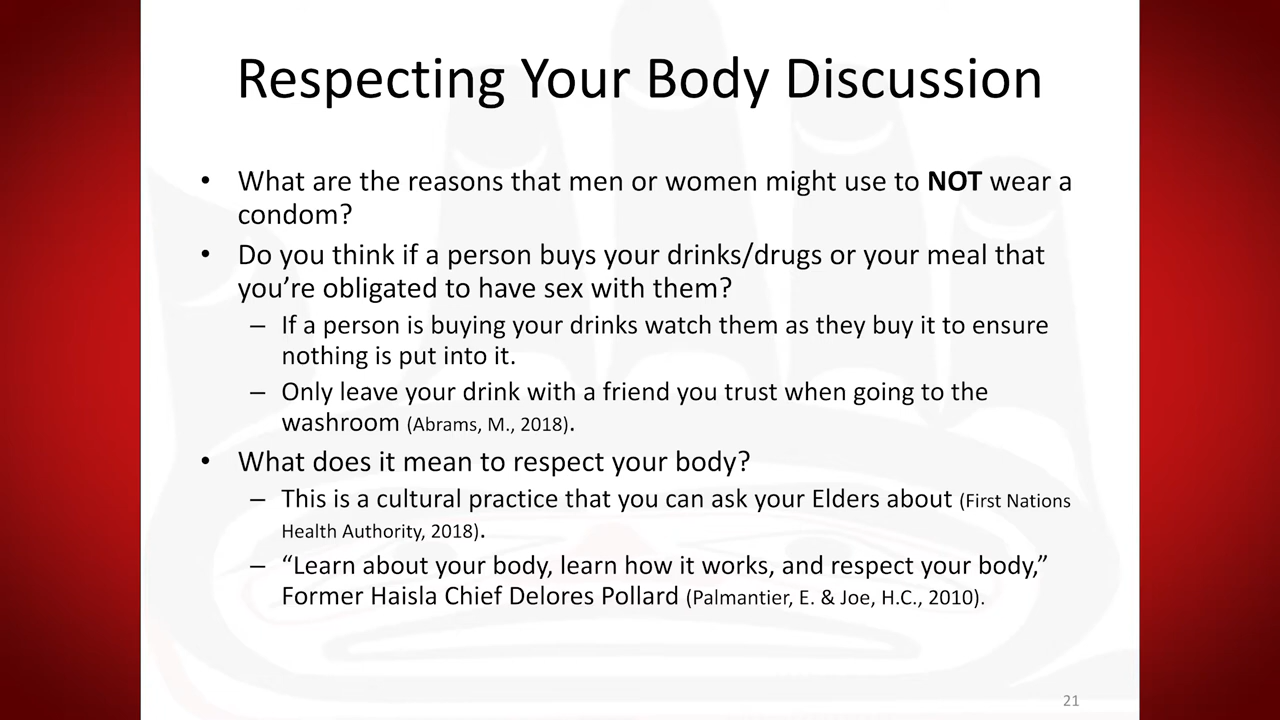 Respecting Your Body Discussion
• What are the reasons that men or women might use to NOT wear a
condom?
• Do you think if a person buys your drinks/drugs or your meal that
you’re obligated to have sex with them?
– If a person is buying your drinks watch them as they buy it to ensure
nothing is put into it.
– Only leave your drink with a friend you trust when going to the
washroom (Abrams, M., 2018).
• What does it mean to respect your body?
– This is a cultural practice that you can ask your Elders about (First Nations
Health Authority, 2018).
– “Learn about your body, learn how it works, and respect your body,”
Former Haisla Chief Delores Pollard (Palmantier, E. & Joe, H.C., 2010).
21